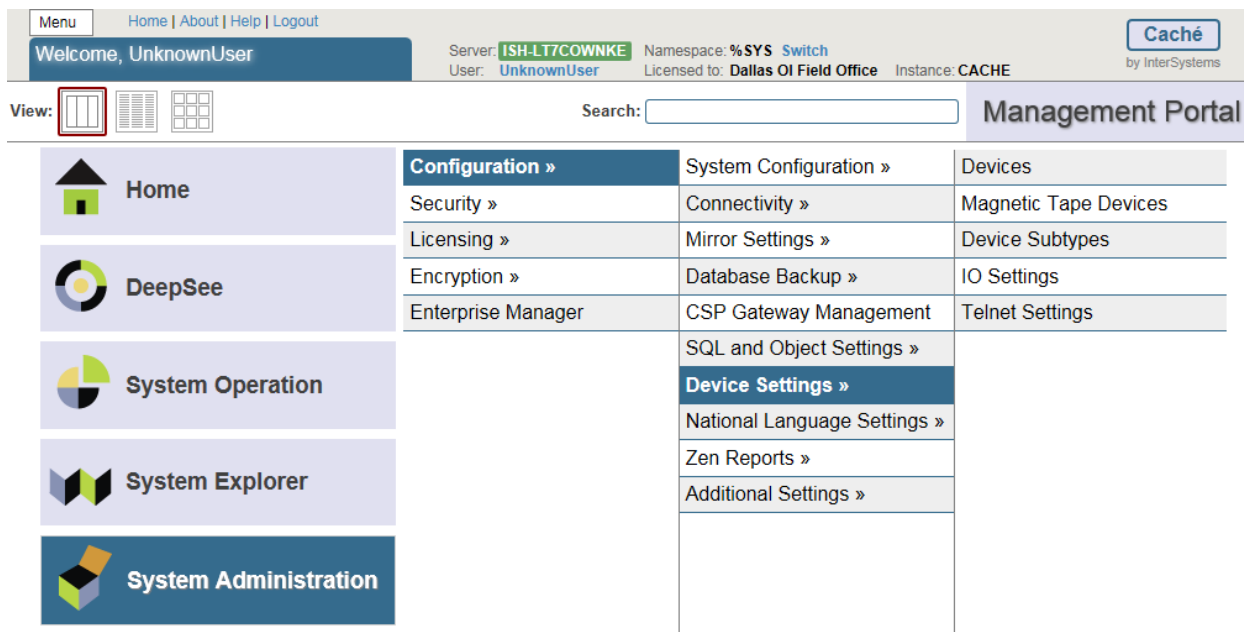 Menu Home | About | Help | Logout
Welcome, UnknownUser
Server: ISH-LT7COWNKE Namespace: %SYS Switch
User: UnknownUser Licensed to: Dallas OI Field Office Instance: CACHE
Caché
by InterSystems
View: Search: Management Portal
Home
DeepSee
System Operation
System Explorer
System Administration
Configuration »
Security »
Licensing »
Encryption »
Enterprise Manager
System Configuration »
Connectivity »
Mirror Settings »
Database Backup »
CSP Gateway Management
SQL and Object Settings »
Device Settings »
National Language Settings »
Zen Reports »
Additional Settings »
Devices
Magnetic Tape Devices
Device Subtypes
IO Settings
Telnet Settings